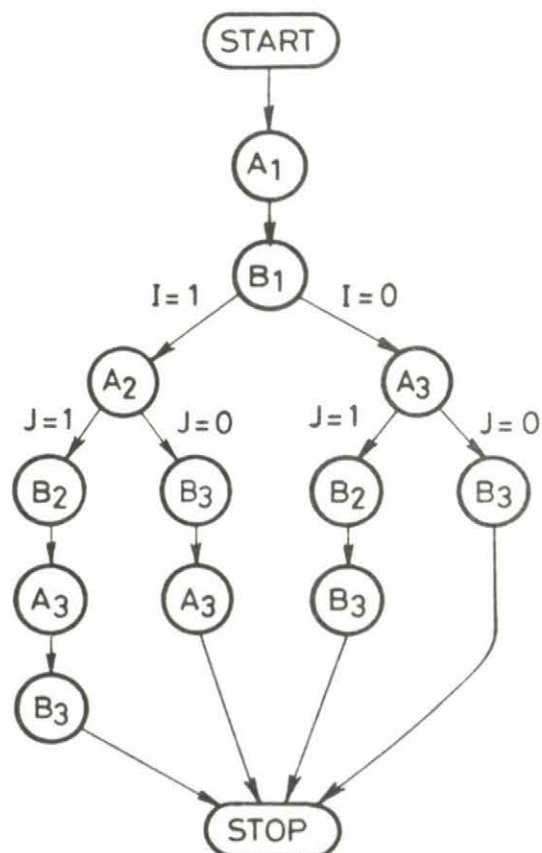 START
A1
B1
I=1 I=0
A2 A3
J=1 J=0 J=1 J=0
B2 B3 B2 B3
A3 A3 B3
B3
STOP